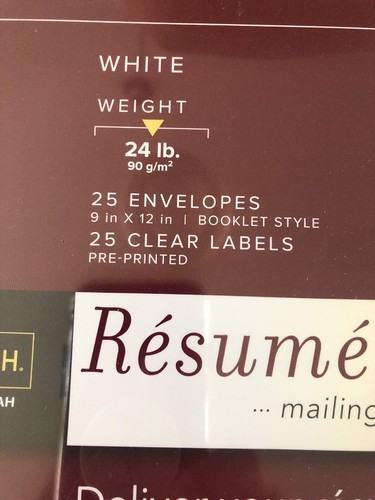 WHITE
WEIGHT
24 lb.
90 g/m²
25 ENVELOPES
9 in X 12 in | BOOKLET STYLE
25 CLEAR LABELS
PRE-PRINTED
H.
AH
Résumé
... mailing